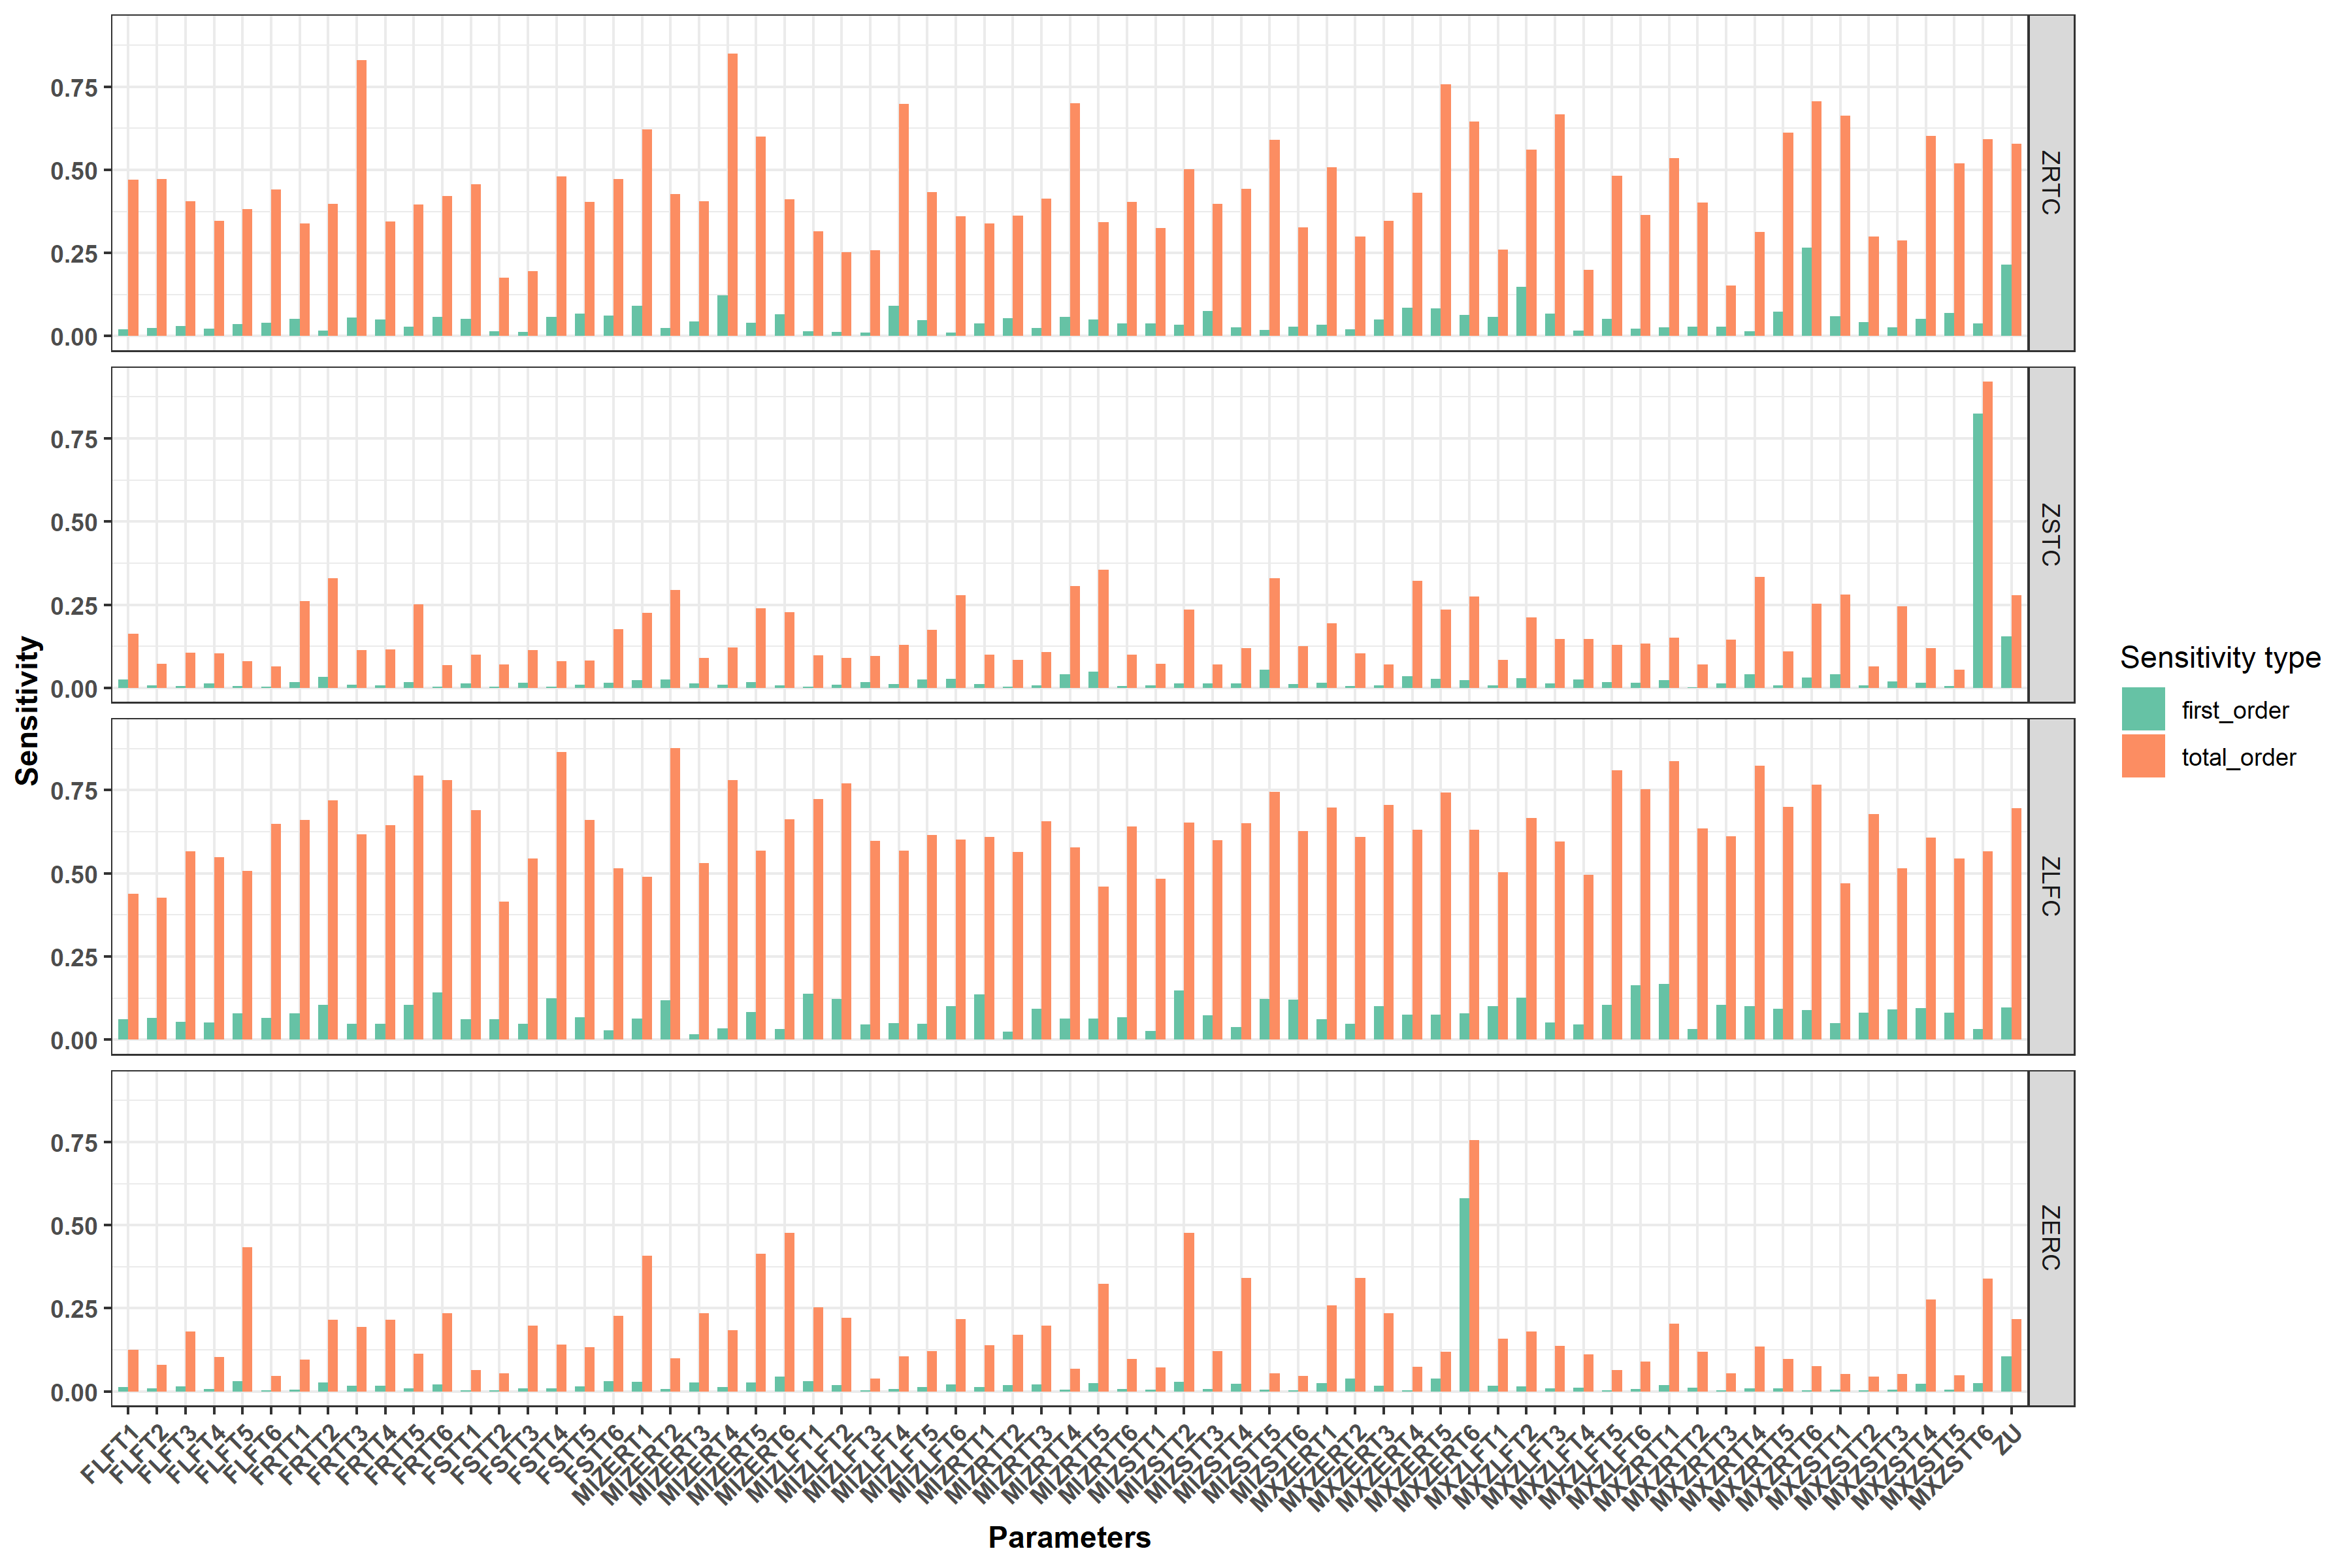 0.75
0.50
0.25
0.00
ZRTC
0.75
0.50
0.25
0.00
ZSTC
0.75
0.50
0.25
0.00
ZLFC
0.75
0.50
0.25
0.00
ZERC
Sensitivity
FLFT1
FLFT2
FLFT3
FLFT4
FLFT5
FLFT6
FRTT1
FRTT2
FRTT3
FRTT4
FRTT5
FRTT6
FSTT1
FSTT2
FSTT3
FSTT4
FSTT5
FSTT6
MIZERT1
MIZERT2
MIZERT3
MIZERT4
MIZERT5
MIZERT6
MIZLFT1
MIZLFT2
MIZLFT3
MIZLFT4
MIZLFT5
MIZLFT6
MIZRTT1
MIZRTT2
MIZRTT3
MIZRTT4
MIZRTT5
MIZRTT6
MIZSTT1
MIZSTT2
MIZSTT3
MIZSTT4
MIZSTT5
MIZSTT6
MXZERT1
MXZERT2
MXZERT3
MXZERT4
MXZERT5
MXZERT6
MXZLFT1
MXZLFT2
MXZLFT3
MXZLFT4
MXZLFT5
MXZLFT6
MXZRTT1
MXZRTT2
MXZRTT3
MXZRTT4
MXZRTT5
MXZRTT6
MXZSTT1
MXZSTT2
MXZSTT3
MXZSTT4
MXZSTT5
MXZSTT6
ZU
Parameters
Sensitivity type
first_order
total_order